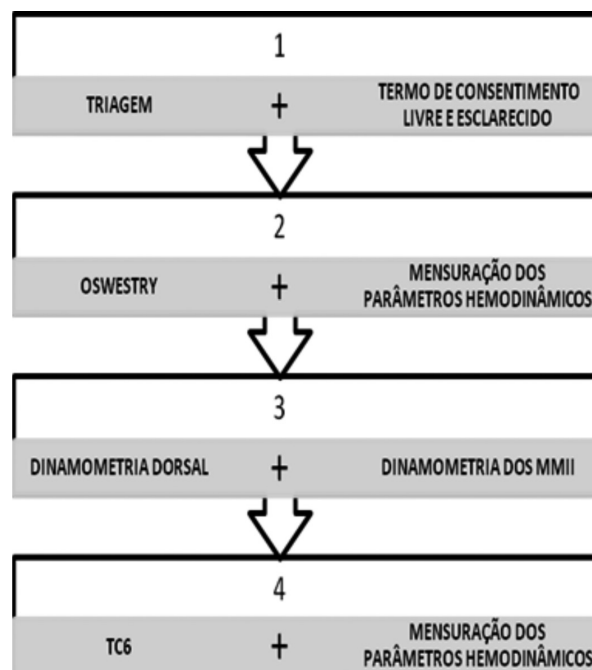 1
TRIAGEM + TERMO DE CONSENTIMENTO
LIVRE E ESCLARECIDO
2
OSWESTRY + MENSURAÇÃO DOS
PARÂMETROS HEMODINÂMICOS
3
DINAMOMETRIA DORSAL + DINAMOMETRIA DOS MMII
4
TC6 + MENSURAÇÃO DOS
PARÂMETROS HEMODINÂMICOS